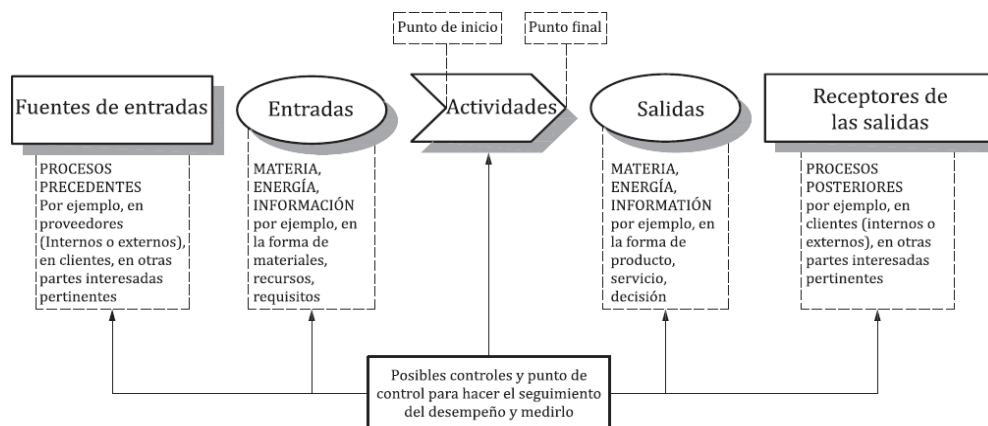 Punto de inicio
Punto final
Fuentes de entradas
Entradas
Actividades
Salidas
Receptores de
las salidas
PROCESOS
PRECEDENTES
Por ejemplo, en
proveedores
(Internos o externos),
en clientes, en otras
partes interesadas
pertinentes
MATERIA,
ENERGÍA,
INFORMACIÓN
por ejemplo, en
la forma de
materiales,
recursos,
requisitos
MATERIA,
ENERGÍA,
INFORMATIÓN
por ejemplo, en
la forma de
producto,
servicio,
decisión
PROCESOS
POSTERIORES
por ejemplo, en
clientes (internos o
externos), en otras
partes interesadas
pertinentes
Posibles controles y punto de
control para hacer el seguimiento
del desempeño y medirlo